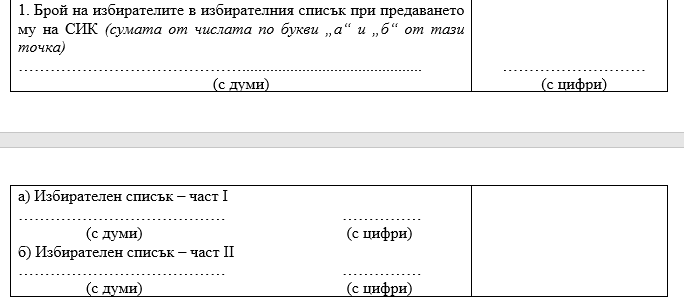 1. Брой на избирателите в избирателния списък при предаването
му на СИК (сумата от числата по букви „а“ и „б“ от тази
точка)
…………………………………........................................................ ………………………
(с думи) (с цифри)
а) Избирателен списък – част I
………………………………… ……………
(с думи) (с цифри)
б) Избирателен списък – част II
………………………………… ……………
(с думи) (с цифри)